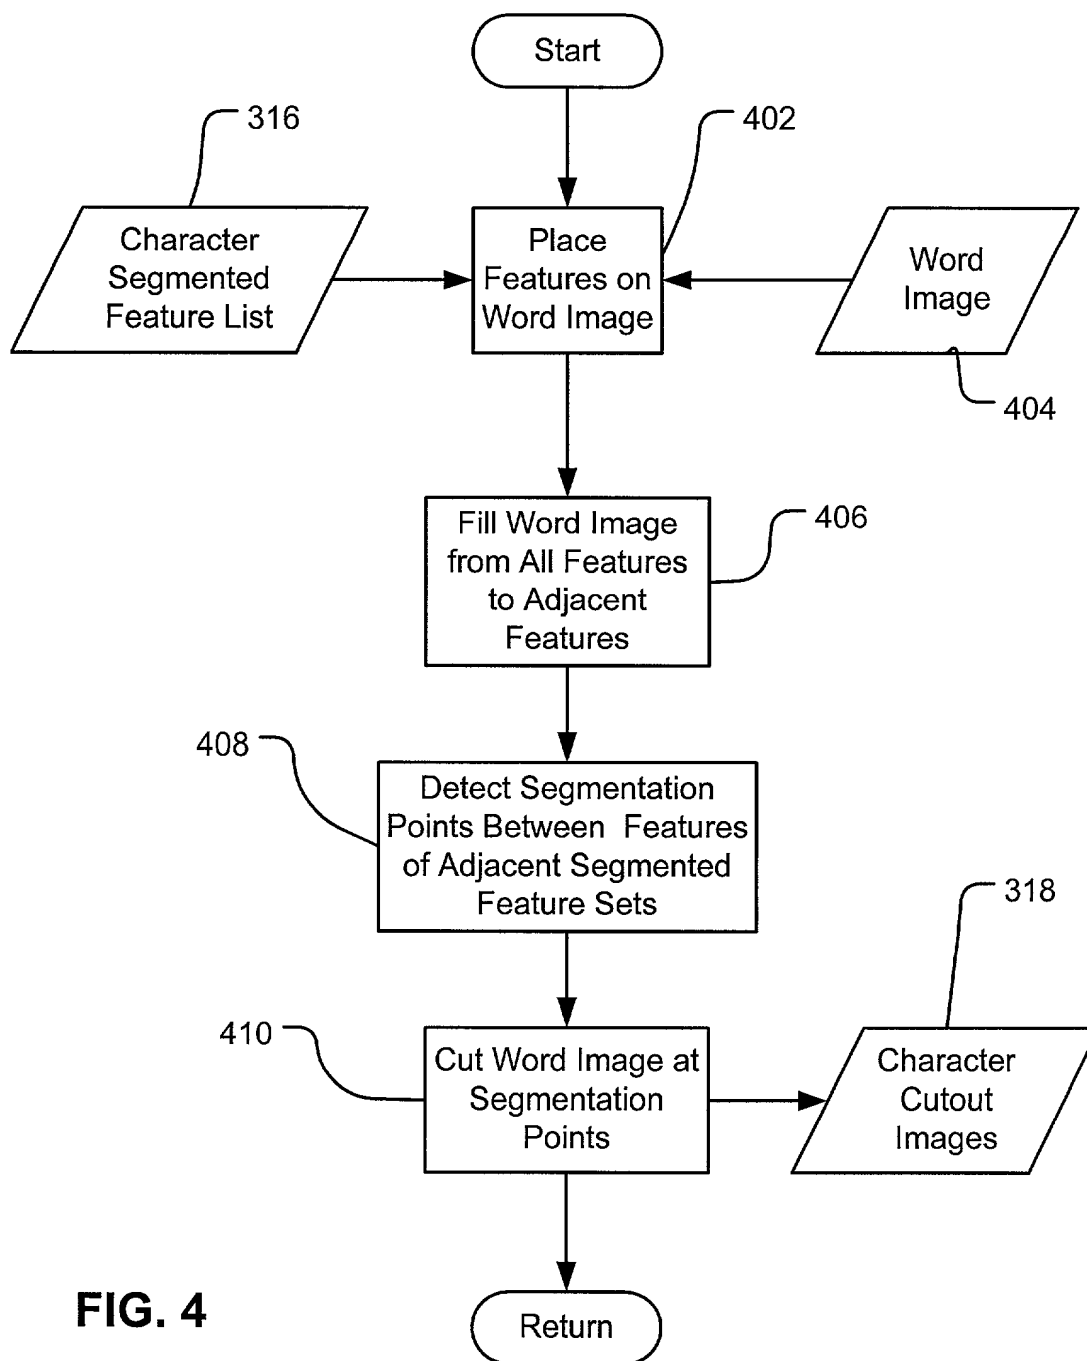 Start
316
402
Character
Segmented
Feature List
Place
Features on
Word Image
Word
Image
404
Fill Word Image
from All Features
to Adjacent
Features
406
408
Detect Segmentation
Points Between Features
of Adjacent Segmented
Feature Sets
318
410
Cut Word Image at
Segmentation
Points
Character
Cutout
Images
FIG. 4
Return